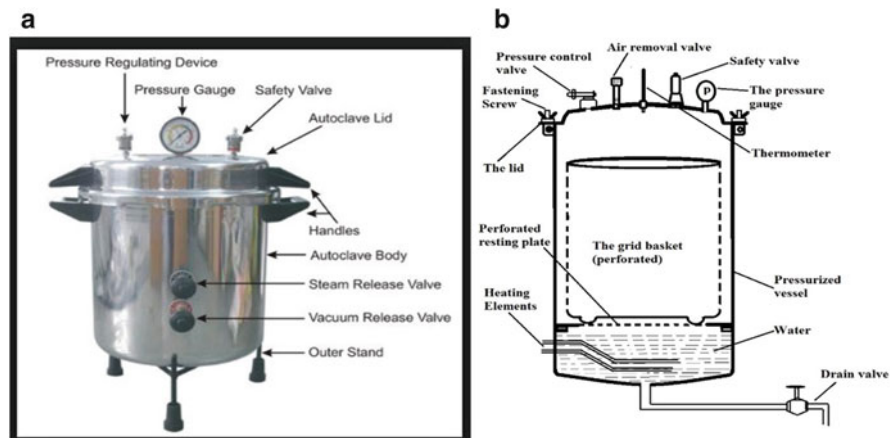 a
Pressure Regulating Device
Pressure Gauge
Safety Valve
Autoclave Lid
Handles
Autoclave Body
Steam Release Valve
Vacuum Release Valve
Outer Stand
b
Air removal valve
Pressure control
valve
Safety valve
Fastening
Screw
P
The pressure
gauge
The lid
Thermometer
Perforated
resting plate
The grid basket
(perforated)
Heating
Elements
Pressurized
vessel
Water
Drain valve